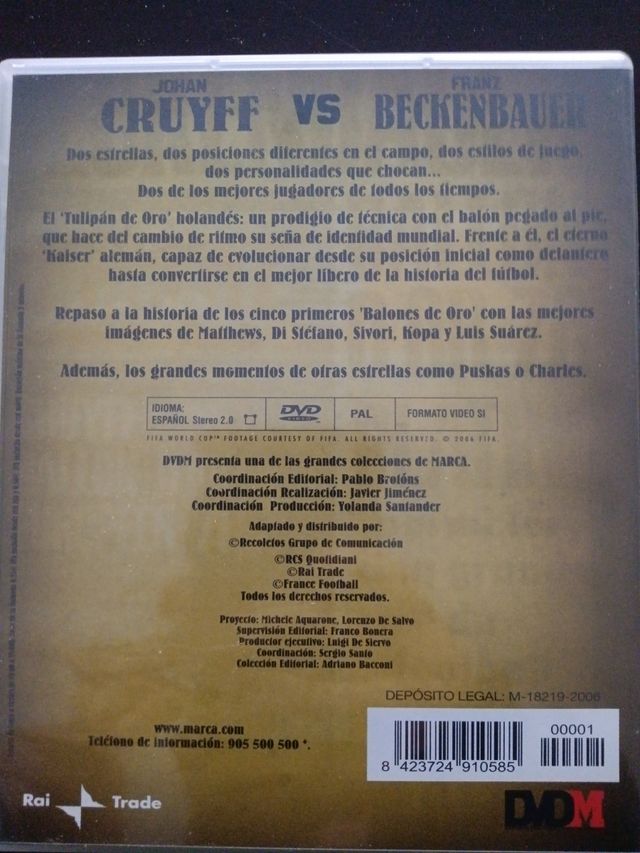 JOHAN FRANZ
CRUYFF VS BECKENBAUER
Dos estrellas, dos posiciones diferentes en el campo, dos estilos de juego,
dos personalidades que chocan...
Dos de los mejores jugadores de todos los tiempos.
El 'Tulipán de Oro' holandés: un prodigio de técnica con el balón pegado al pie,
que hace del cambio de ritmo su seña de identidad mundial. Frente a él, el eterno
'Kaiser' alemán, capaz de evolucionar desde su posición inicial como delantero
hasta convertirse en el mejor líbero de la historia del fútbol.
Repaso a la historia de los cinco primeros 'Balones de Oro' con las mejores
imágenes de Matthews, Di Stéfano, Sivori, Kopa y Luis Suárez.
Además, los grandes momentos de otras estrellas como Puskas o Charles.
IDIOMA:
ESPAÑOL Stereo 2.0
DVD
VIDEO
PAL
FORMATO VIDEO SI
FIFA WORLD CUP™ FOOTAGE COURTESY OF FIFA. ALL RIGHTS RESERVED. © 2006 FIFA.
DVDM presenta una de las grandes colecciones de MARCA.
Coordinación Editorial: Pablo Brotóns
Coordinación Realización: Javier Jiménez
Coordinación Producción: Yolanda Santander
Adaptado y distribuido por:
©Recoletos Grupo de Comunicación
©RCS Quotidiani
©Rai Trade
©France Football
Todos los derechos reservados.
Proyecto: Michele Aquarone, Lorenzo De Salvo
Supervisión Editorial: Franco Bonera
Productor ejecutivo: Luigi De Siervo
Coordinación: Sergio Santo
Colección Editorial: Adriano Bacconi
DEPÓSITO LEGAL: M-18219-2006
www.marca.com
Teléfono de información: 905 500 500 *.
00001
8 423724 910585
Rai Trade
DVDM